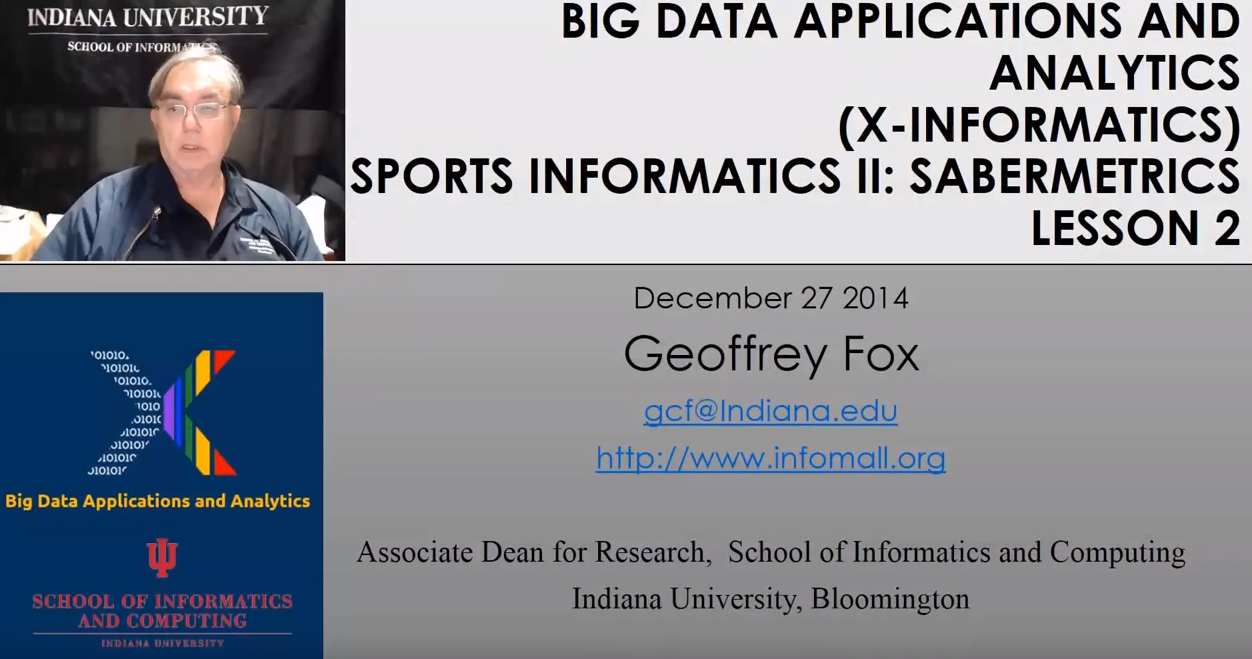 INDIANA UNIVERSITY
SCHOOL OF INFORMATICS
BIG DATA APPLICATIONS AND
ANALYTICS
(X-INFORMATICS)
SPORTS INFORMATICS II: SABERMETRICS
LESSON 2
December 27 2014
Geoffrey Fox
gcf@Indiana.edu
http://www.infomall.org
Associate Dean for Research, School of Informatics and Computing
Indiana University, Bloomington
Big Data Applications and Analytics
SCHOOL OF INFORMATICS
AND COMPUTING
INDIANA UNIVERSITY